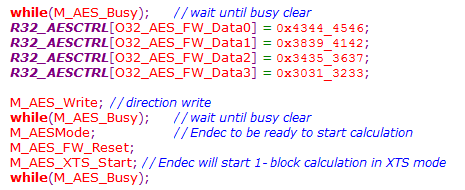 while(M_AES_Busy); //wait until busy clear
R32_AESCTRL[O32_AES_FW_Data0] = 0x4344_4546;
R32_AESCTRL[O32_AES_FW_Data1] = 0x3839_4142;
R32_AESCTRL[O32_AES_FW_Data2] = 0x3435_3637;
R32_AESCTRL[O32_AES_FW_Data3] = 0x3031_3233;
M_AES_Write; //direction write
while(M_AES_Busy); //wait until busy clear
M_AESMode; //Endec to be ready to start calculation
M_AES_FW_Reset;
M_AES_XTS_Start; //Endec will start 1-block calculation in XTS mode
while(M_AES_Busy);